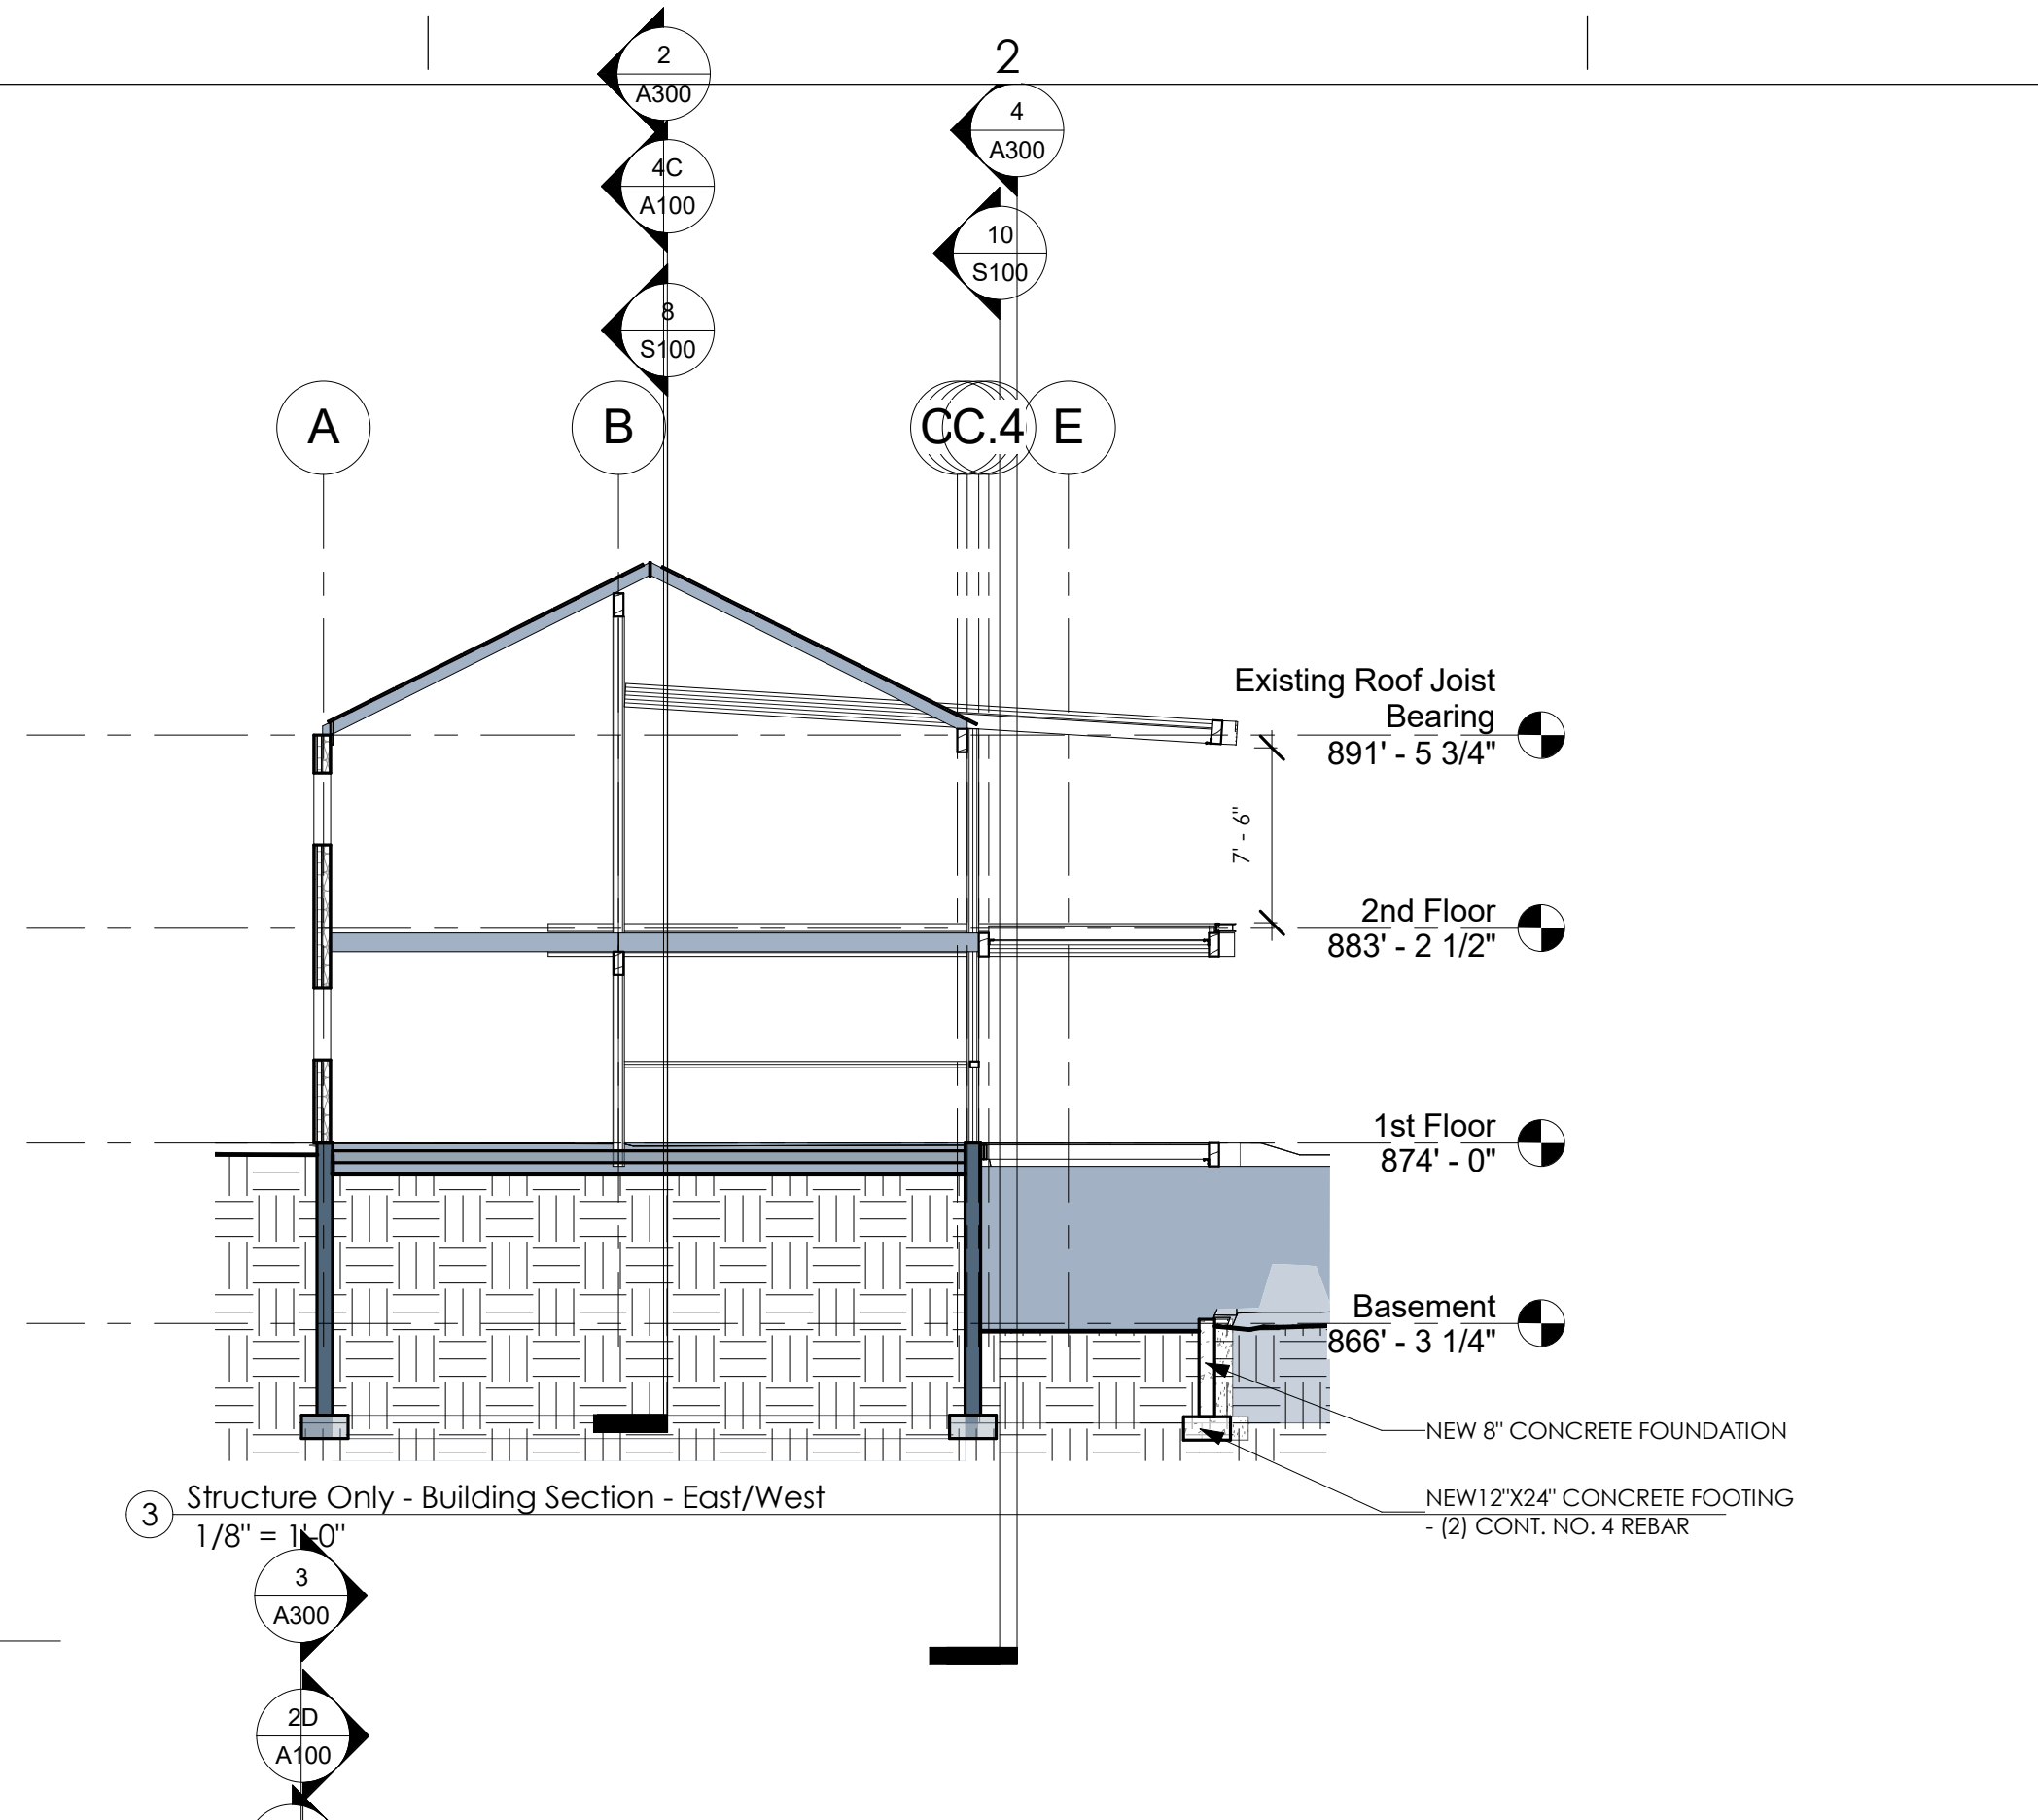 2
2
A300
4
A300
4C
A100
10
S100
8
S100
A
B
C
C.4
E
Existing Roof Joist
Bearing
891' - 5 3/4"
7' - 6"
2nd Floor
883' - 2 1/2"
1st Floor
874' - 0"
Basement
866' - 3 1/4"
NEW 8" CONCRETE FOUNDATION
NEW12"X24" CONCRETE FOOTING
- (2) CONT. NO. 4 REBAR
3
Structure Only - Building Section - East/West
1/8" = 1'-0"
3
A300
2D
A100